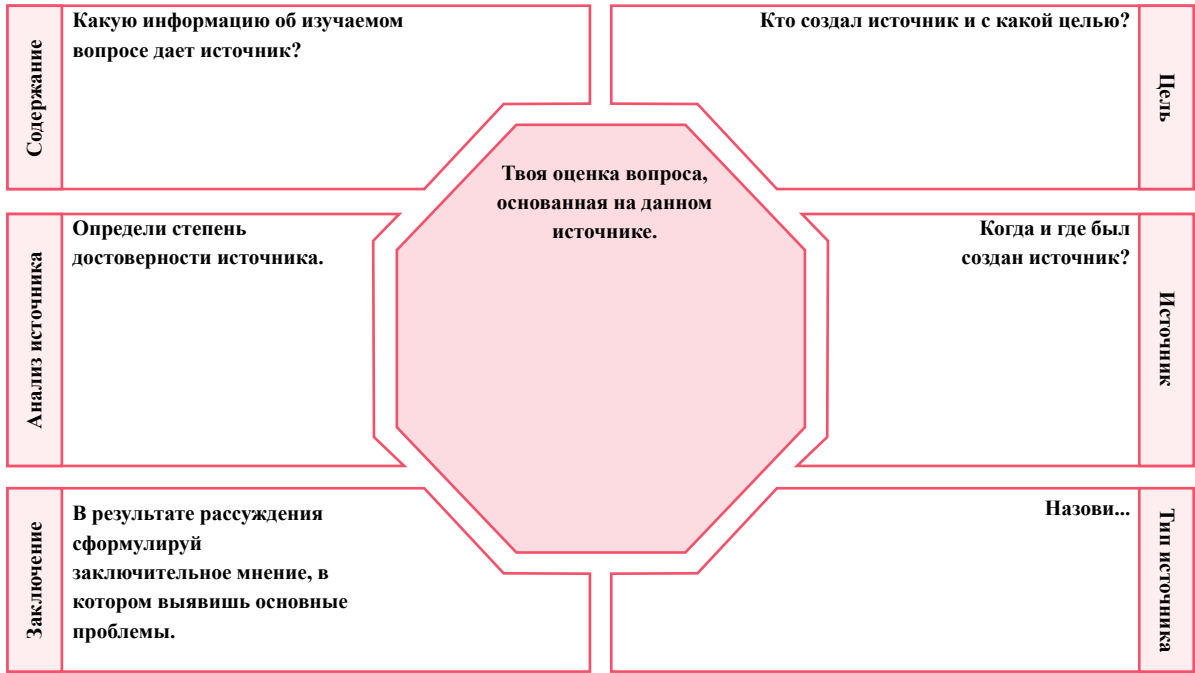 Содержание
Какую информацию об изучаемом
вопросе дает источник?
Кто создал источник и с какой целью?
Цель
Твоя оценка вопроса,
основанная на данном
источнике.
Анализ источника
Определи степень
достоверности источника.
Когда и где был
создан источник?
Источник
Заключение
В результате рассуждения
сформулируй
заключительное мнение, в
котором выявишь основные
проблемы.
Назови...
Тип источника